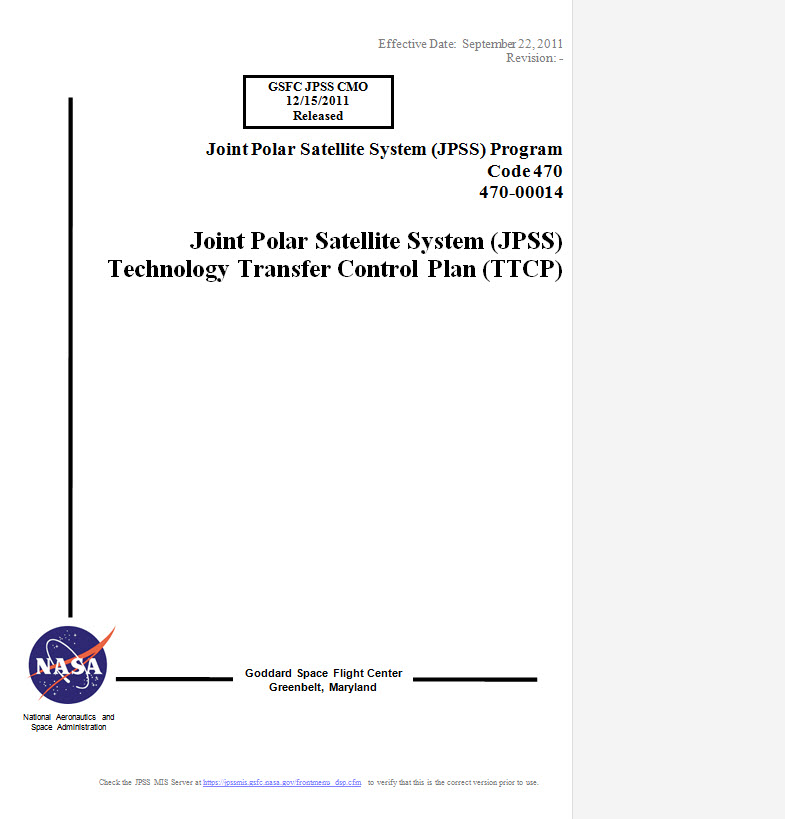 Effective Date: September 22, 2011
Revision: -
GSFC JPSS CMO
12/15/2011
Released
Joint Polar Satellite System (JPSS) Program
Code 470
470-00014
Joint Polar Satellite System (JPSS)
Technology Transfer Control Plan (TTCP)
NASA
Goddard Space Flight Center
Greenbelt, Maryland
National Aeronautics and
Space Administration
Check the JPSS MIS Server at https://jpssmis.gsfc.nasa.gov/frontmenu_dsp.cfm to verify that this is the correct version prior to use.